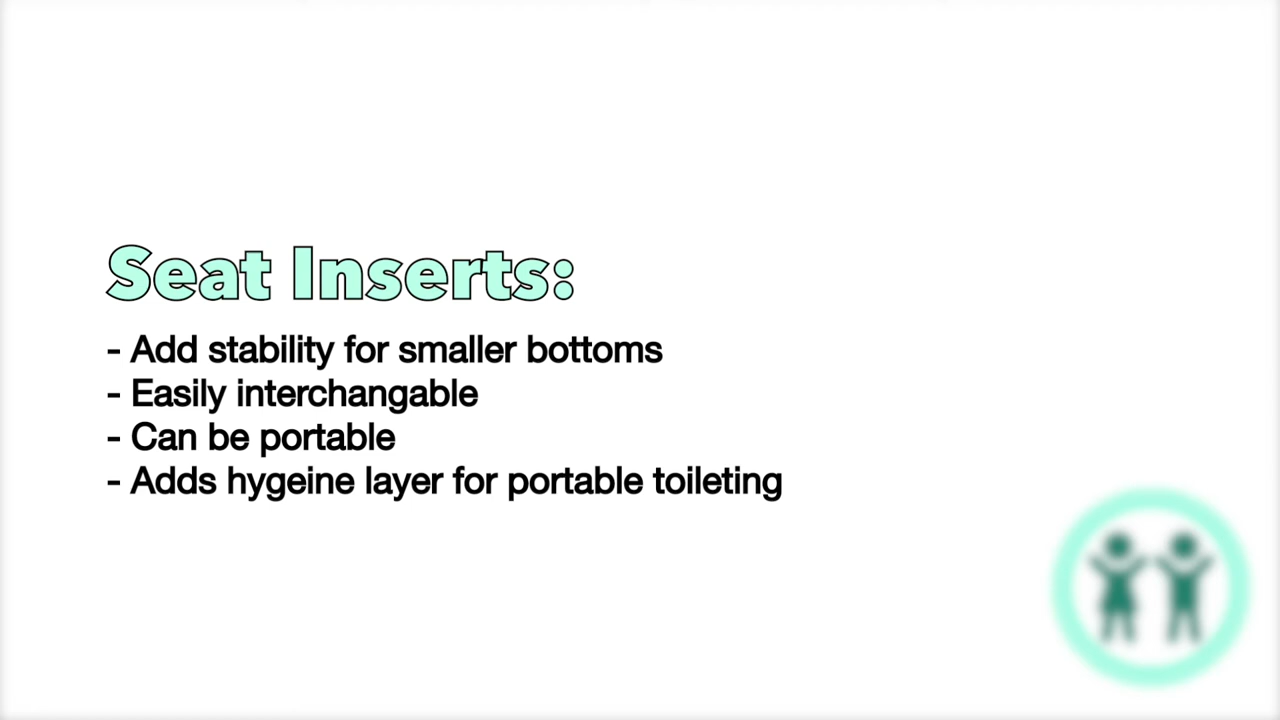 Seat Inserts:
- Add stability for smaller bottoms
- Easily interchangable
- Can be portable
- Adds hygeine layer for portable toileting